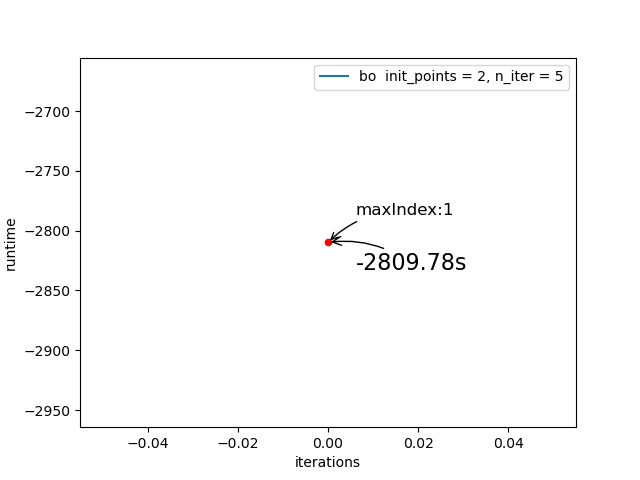 bo  init_points = 2, n_iter = 5
−2700
−2750
−2800
−2850
−2900
−2950
runtime
maxIndex:1
-2809.78s
−0.04
−0.02
0.00
0.02
0.04
iterations